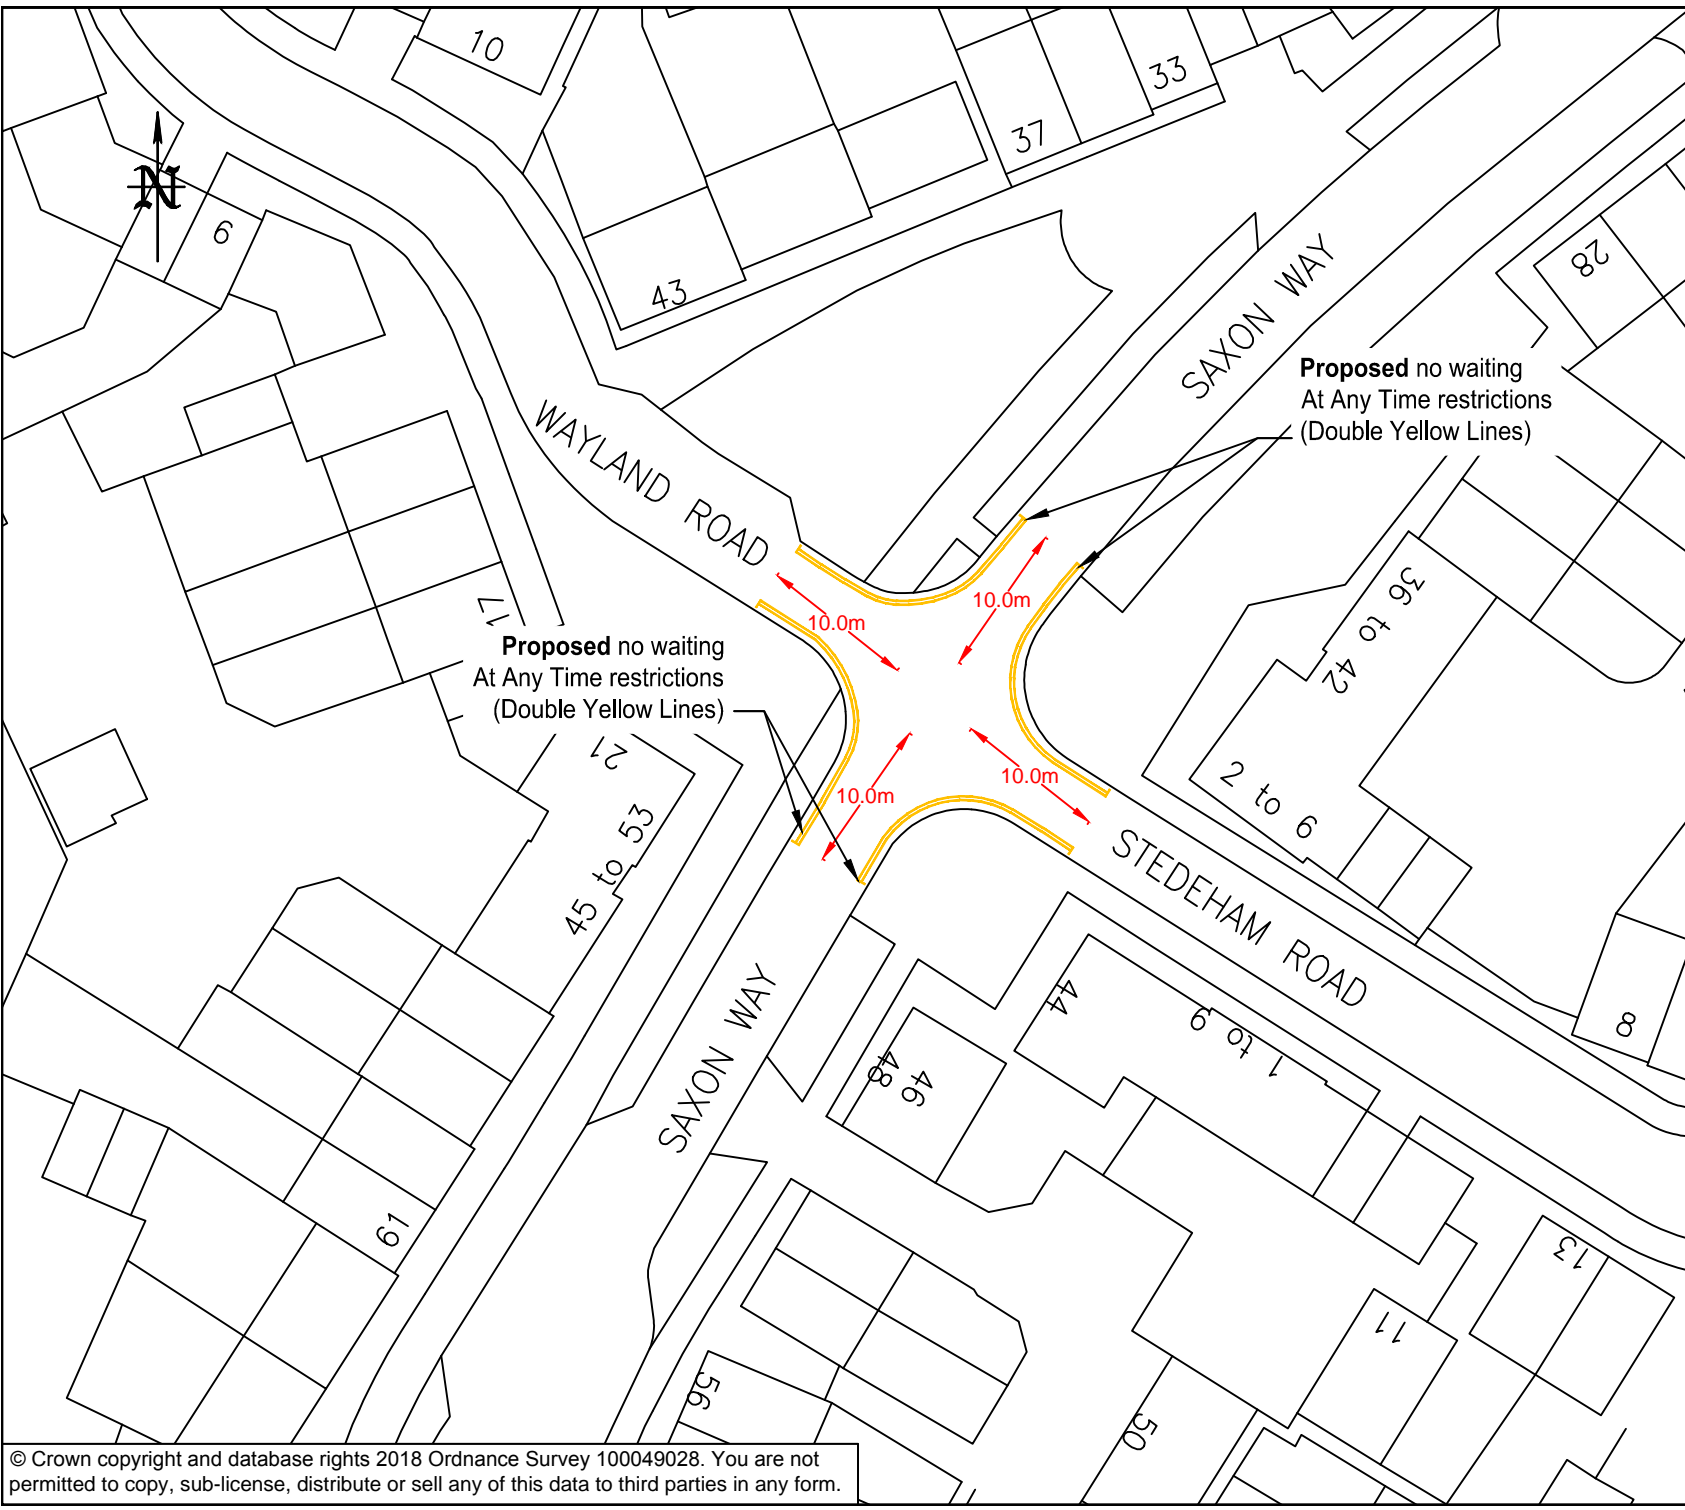 10
33
37
N
6
43
28
SAXON WAY
Proposed no waiting
At Any Time restrictions
(Double Yellow Lines)
WAYLAND ROAD
36 to 42
17
10.0m
10.0m
Proposed no waiting
At Any Time restrictions
(Double Yellow Lines)
21
10.0m
10.0m
2 to 6
45 to 53
STEDEHAM ROAD
SAXON WAY
44
1 to 9
8
48
46
61
13
11
56
50
© Crown copyright and database rights 2018 Ordnance Survey 100049028. You are not
permitted to copy, sub-license, distribute or sell any of this data to third parties in any form.